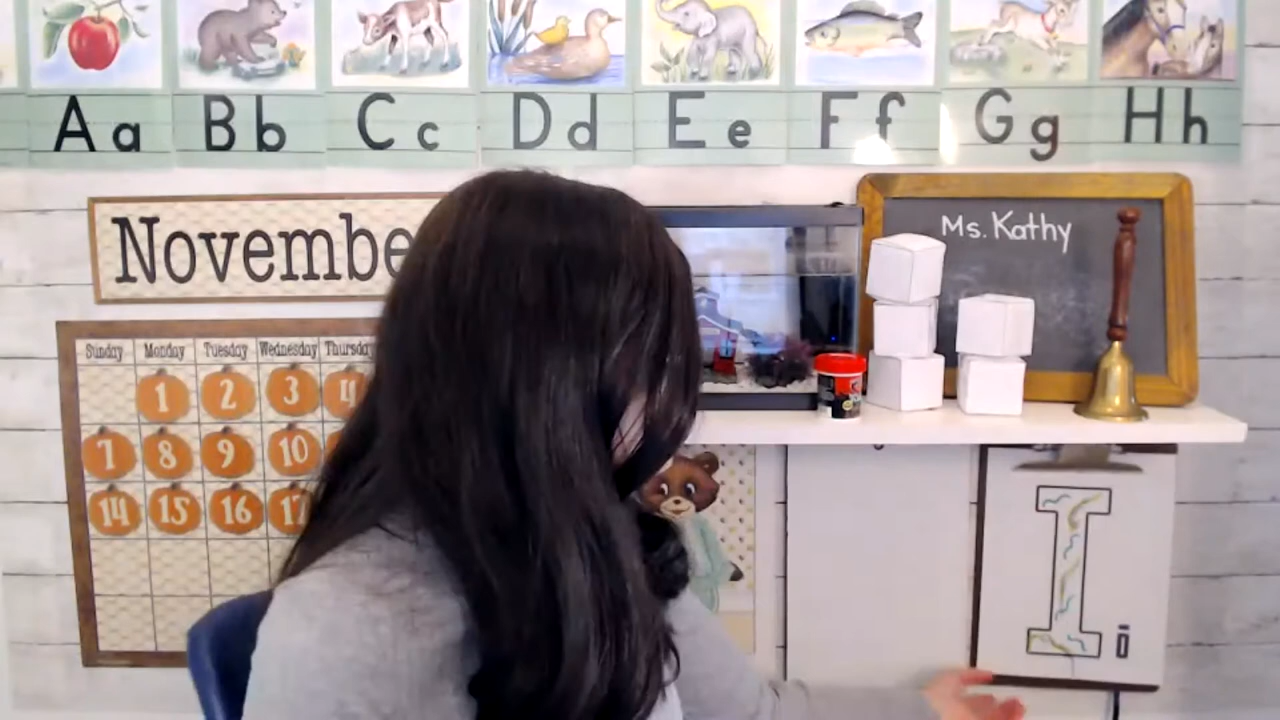 Aa Bb Cc Dd Ee Ff Gg Hh
Novembe
Ms. Kathy
Sunday Monday Tuesday Wednesday Thursday
1 2 3 4
7 8 9 10
14 15 16 17
I i